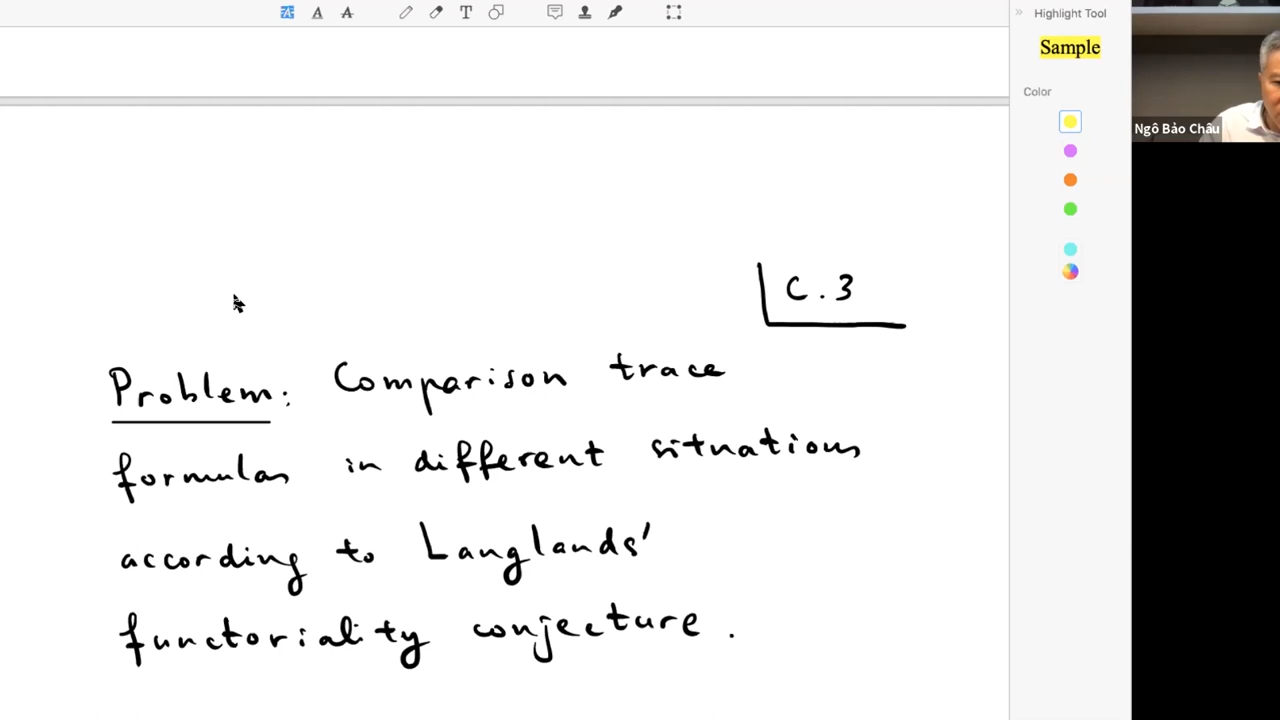 Highlight Tool
Sample
Color
Ngô Bảo Châu
C.3
Problem: Comparison trace
formulas in different situations
according to Langlands'
functoriality conjecture.